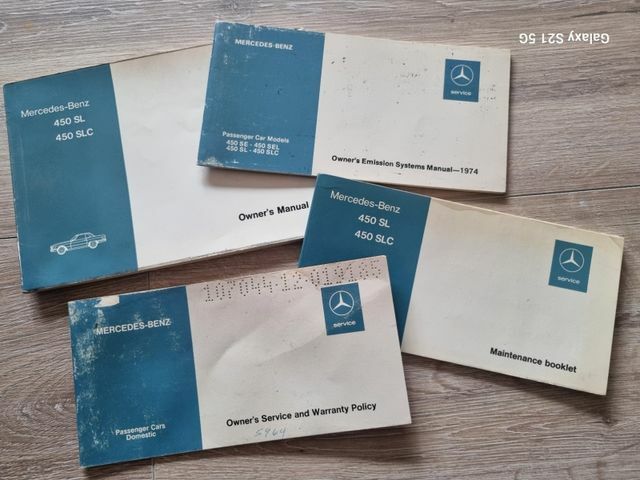 Galaxy S21 5G
MERCEDES-BENZ
service
Passenger Car Models
450 SE - 450 SEL
450 SL - 450 SLC
Owner's Emission Systems Manual—1974
Mercedes-Benz
450 SL
450 SLC
Owner's Manual
Mercedes-Benz
450 SL
450 SLC
service
Maintenance booklet
MERCEDES-BENZ
service
Passenger Cars
Domestic
Owner's Service and Warranty Policy
5964